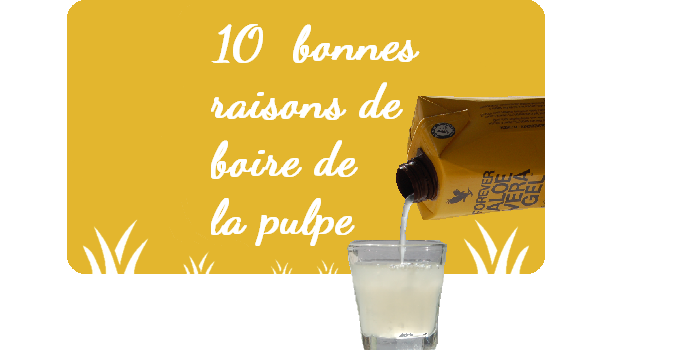 10 bonnes
raisons de
boire de
la pulpe
FOREVER
ALOE
VERA
GEL